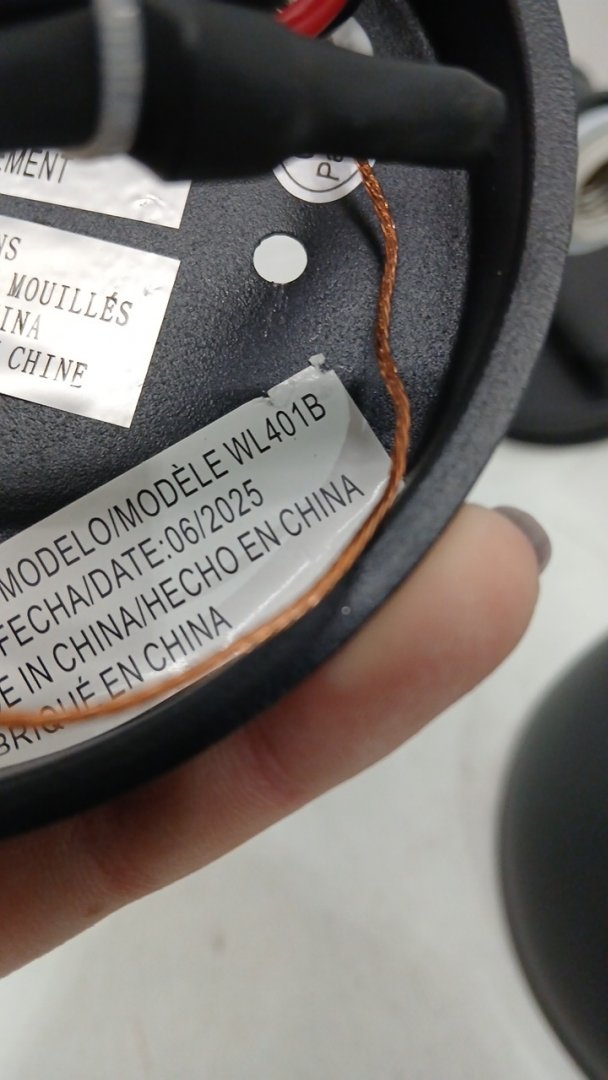 EMENT
NS
MOUILLÉS
INA
CHINE
MODELO/MODÈLE WL401B
FECHA/DATE:06/2025
E IN CHINA/HECHO EN CHINA
BRIQUÉ EN CHINA